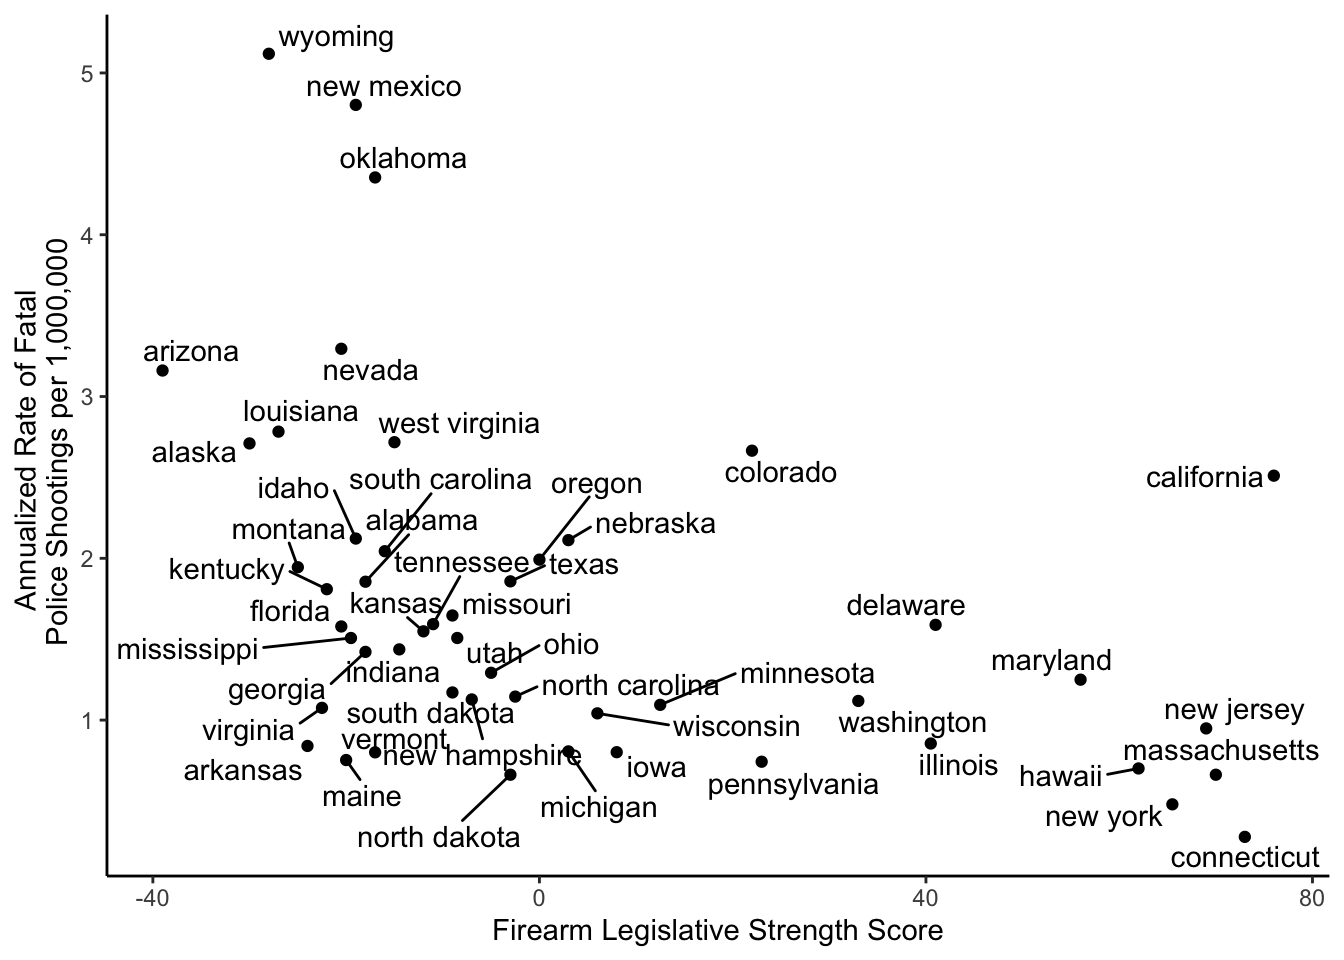 wyoming
new mexico
oklahoma
arizona
nevada
louisiana
west virginia
alaska
colorado
california
south carolina
idaho
oregon
alabama
nebraska
montana
tennessee
texas
kentucky
kansas
missouri
florida
delaware
mississippi
utah
ohio
maryland
indiana
minnesota
georgia
north carolina
new jersey
south dakota
virginia
wisconsin
washington
vermont
massachusetts
new hampshire
arkansas
iowa
illinois
hawaii
pennsylvania
maine
michigan
new york
north dakota
connecticut
5
4
3
2
1
-40
0
40
80
Firearm Legislative Strength Score
Annualized Rate of Fatal
Police Shootings per 1,000,000